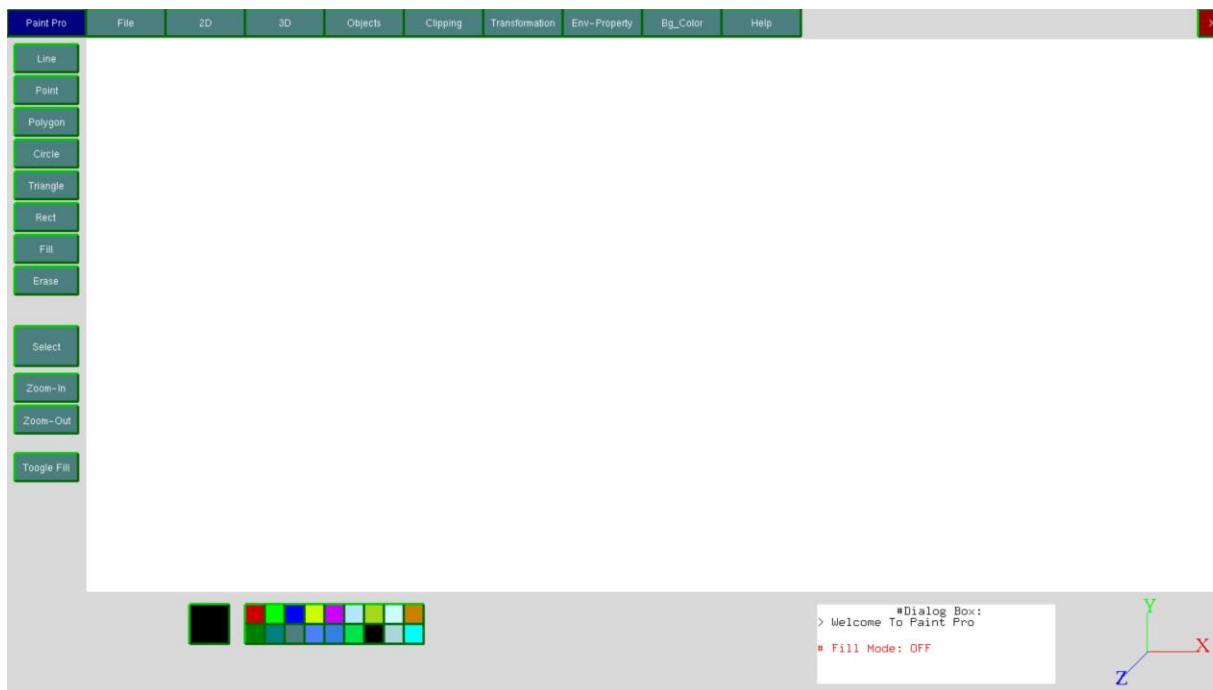 Paint Pro File 2D 3D Objects Clipping Transformation Env-Property Bg_Color Help X
Line
Point
Polygon
Circle
Triangle
Rect
Fill
Erase
Select
Zoom-In
Zoom-Out
Toogle Fill
#Dialog Box:
> Welcome To Paint Pro
# Fill Mode: OFF
Y
X
Z